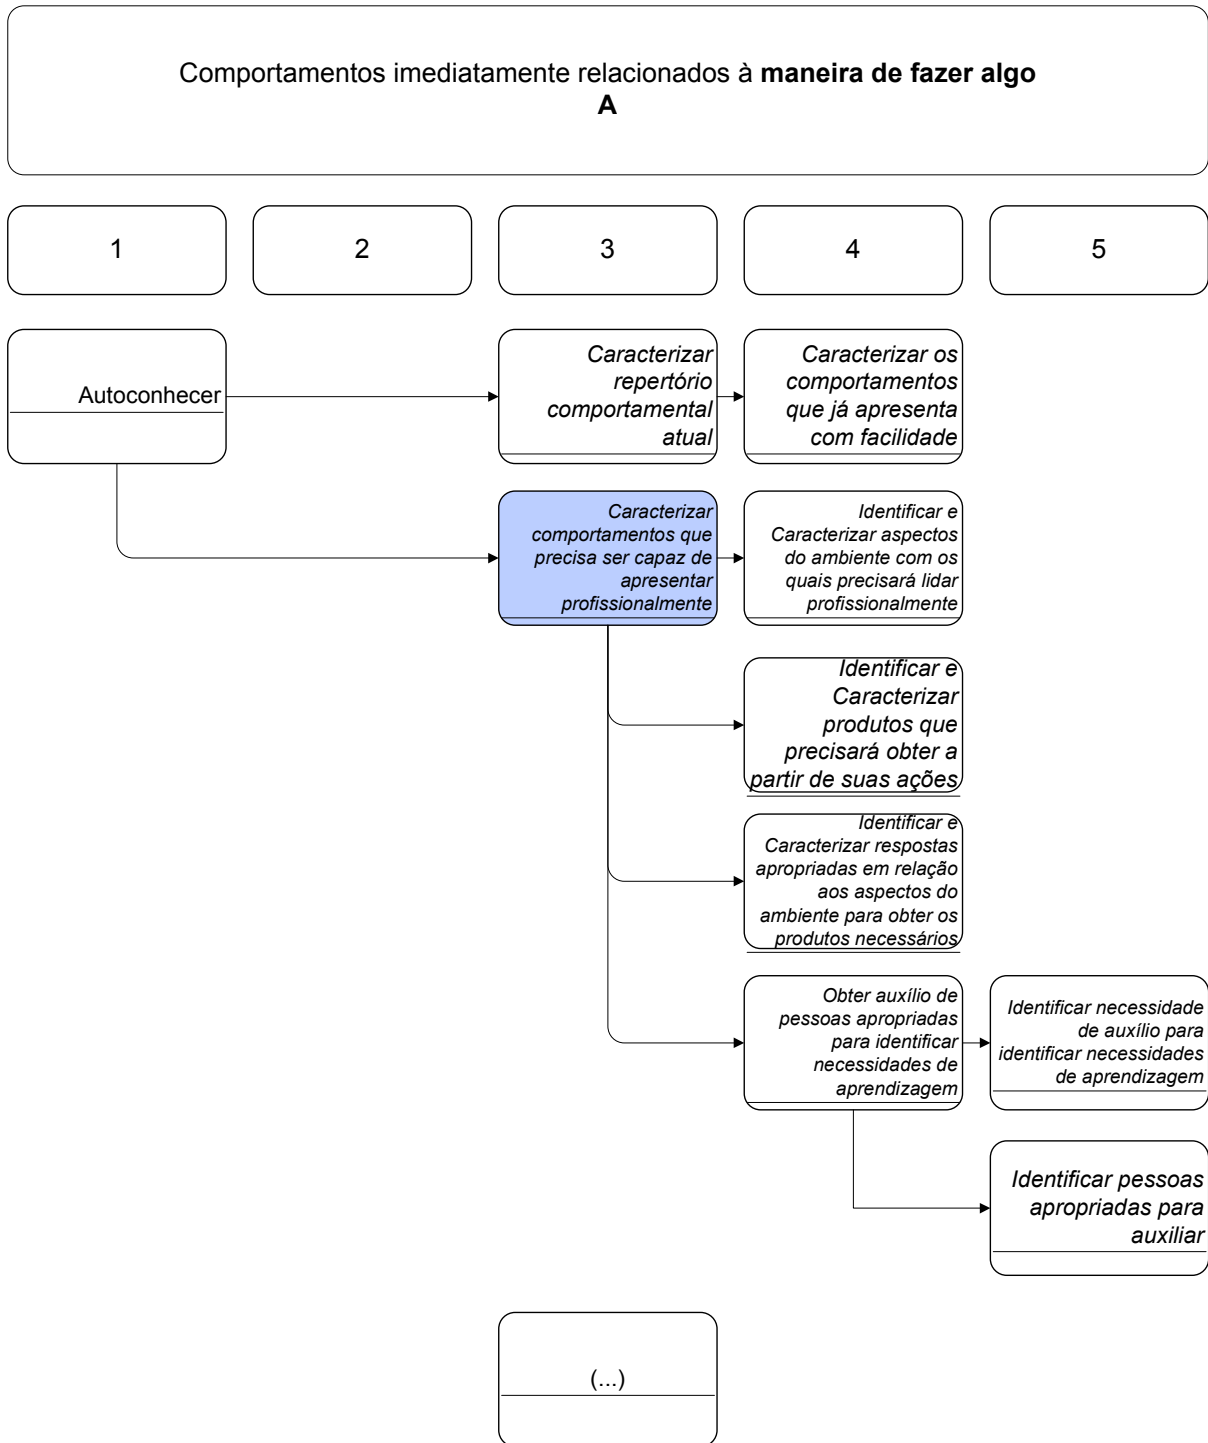 Comportamentos imediatamente relacionados à maneira de fazer algo
A
1
2
3
4
5
Autoconhecer
Caracterizar
repertório
comportamental
atual
Caracterizar os
comportamentos
que já apresenta
com facilidade
Caracterizar
comportamentos que
precisa ser capaz de
apresentar
profissionalmente
Identificar e
Caracterizar aspectos
do ambiente com os
quais precisará lidar
profissionalmente
Identificar e
Caracterizar
produtos que
precisará obter a
partir de suas ações
Identificar e
Caracterizar respostas
apropriadas em relação
aos aspectos do
ambiente para obter os
produtos necessários
Obter auxílio de
pessoas apropriadas
para identificar
necessidades de
aprendizagem
Identificar necessidade
de auxílio para
identificar necessidades
de aprendizagem
Identificar pessoas
apropriadas para
auxiliar
(...)